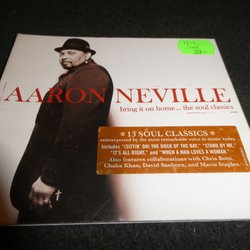 AARON NEVILLE
bring it on home... the soul classics
13 SOUL CLASSICS
reinterpreted by the most remarkable voice in music today.
Includes "(SITTIN' ON) THE DOCK OF THE BAY," "STAND BY ME,"
"IT'S ALL RIGHT," and "WHEN A MAN LOVES A WOMAN."
Also features collaborations with Chris Botti,
Chaka Khan, David Sanborn, and Mavis Staples.